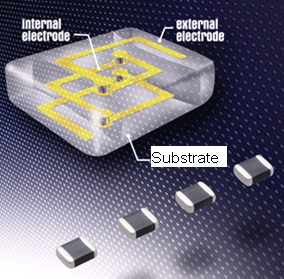 internal
electrode
external
electrode
Substrate